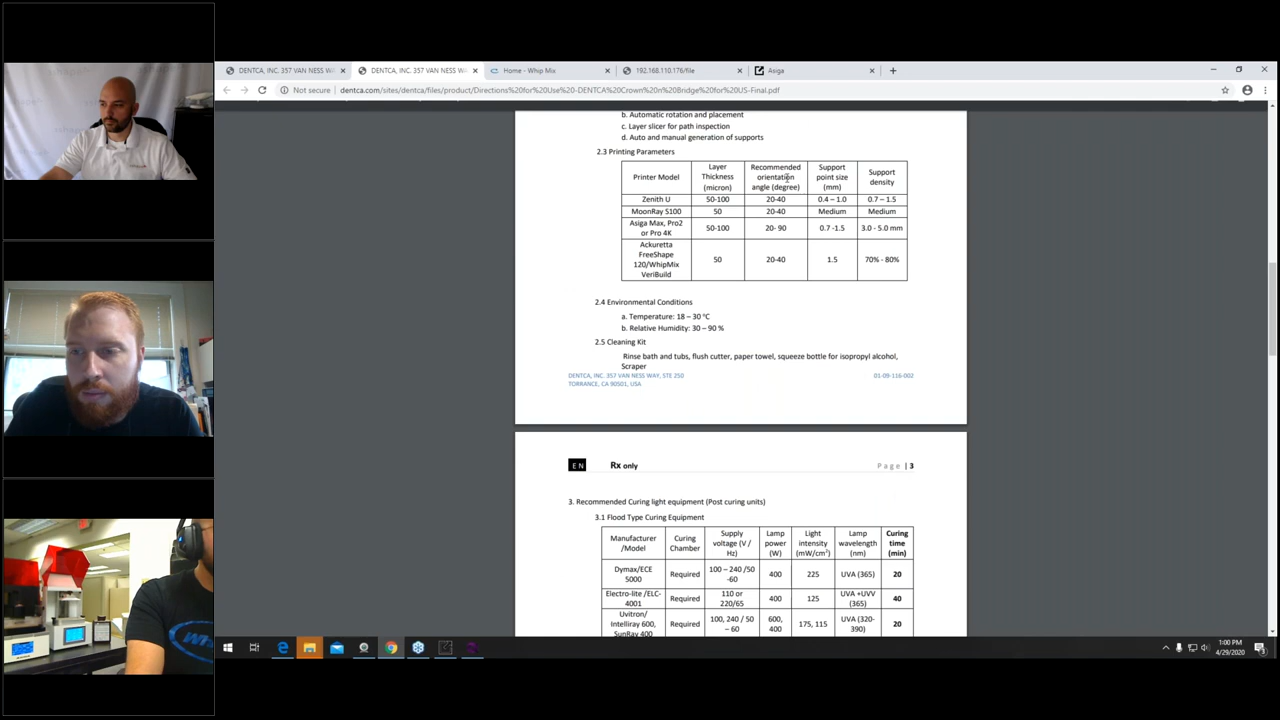 DENTCA, INC. 357 VAN NESS W
DENTCA, INC. 357 VAN NESS W
Home - Whip Mix
192.168.110.176/file
Asiga
Not secure
dentca.com/sites/dentca/files/product/Directions%20for%20Use%20-DENTCA%20Crown%20n%20Bridge%20for%20US-Final.pdf
b. Automatic rotation and placement
c. Layer slicer for path inspection
d. Auto and manual generation of supports
2.3 Printing Parameters
Printer Model
Layer
Thickness
(micron)
Recommended
orientation
angle (degree)
Support
point size
(mm)
Support
density
Zenith U 50-100 20-40 0.4 – 1.0 0.7 – 1.5
MoonRay S100 50 20-40 Medium Medium
Asiga Max, Pro2
or Pro 4K
50-100 20- 90 0.7 -1.5 3.0 - 5.0 mm
Ackuretta
FreeShape
120/WhipMix
VeriBuild
50 20-40 1.5 70% - 80%
2.4 Environmental Conditions
a. Temperature: 18 – 30 °C
b. Relative Humidity: 30 – 90 %
2.5 Cleaning Kit
Rinse bath and tubs, flush cutter, paper towel, squeeze bottle for isopropyl alcohol,
Scraper
DENTCA, INC. 357 VAN NESS WAY, STE 250
TORRANCE, CA 90501, USA
01-09-116-002
EN Rx only Page | 3
3. Recommended Curing light equipment (Post curing units)
3.1 Flood Type Curing Equipment
Manufacturer
/Model
Curing
Chamber
Supply
voltage (V /
Hz)
Lamp
power
(W)
Light
intensity
(mW/cm²)
Lamp
wavelength
(nm)
Curing
time
(min)
Dymax/ECE
5000
Required
100 – 240 /50
-60
400 225 UVA (365) 20
Electro-lite /ELC-
4001
Required
110 or
220/65
400 125
UVA +UVV
(365)
40
Uvitron/
Intelliray 600,
SunRay 400
Required
100, 240 / 50
– 60
600,
400
175, 115
UVA (320-
390)
20
1:00 PM
4/29/2020